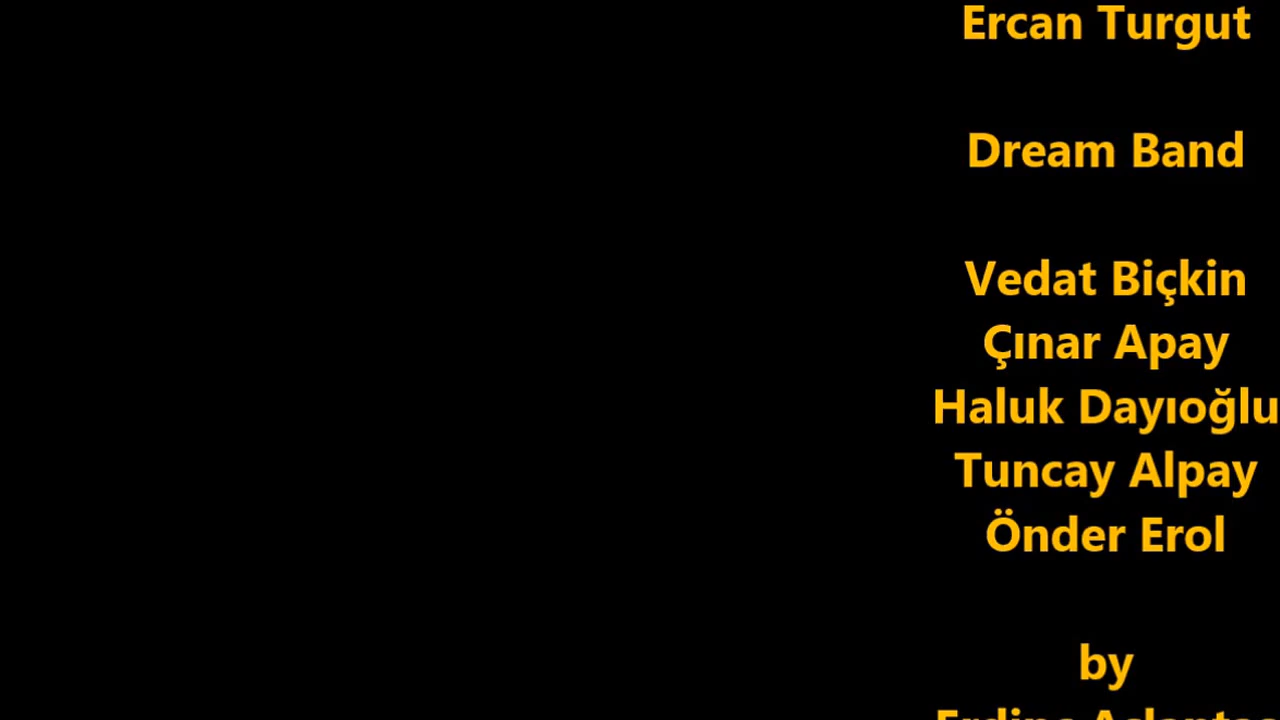 Ercan Turgut
Dream Band
Vedat Biçkin
Çınar Apay
Haluk Dayıoğlu
Tuncay Alpay
Önder Erol
by